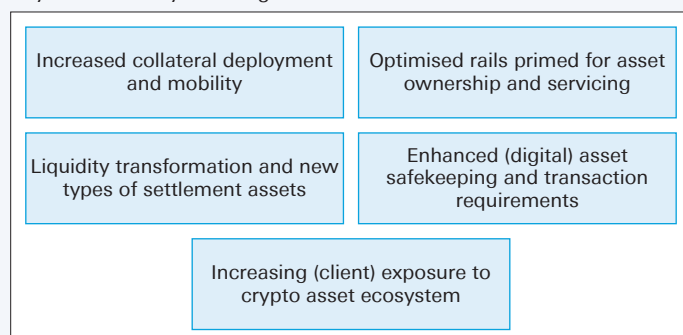 Increased collateral deployment
and mobility
Optimised rails primed for asset
ownership and servicing
Liquidity transformation and new
types of settlement assets
Enhanced (digital) asset
safekeeping and transaction
requirements
Increasing (client) exposure to
crypto asset ecosystem